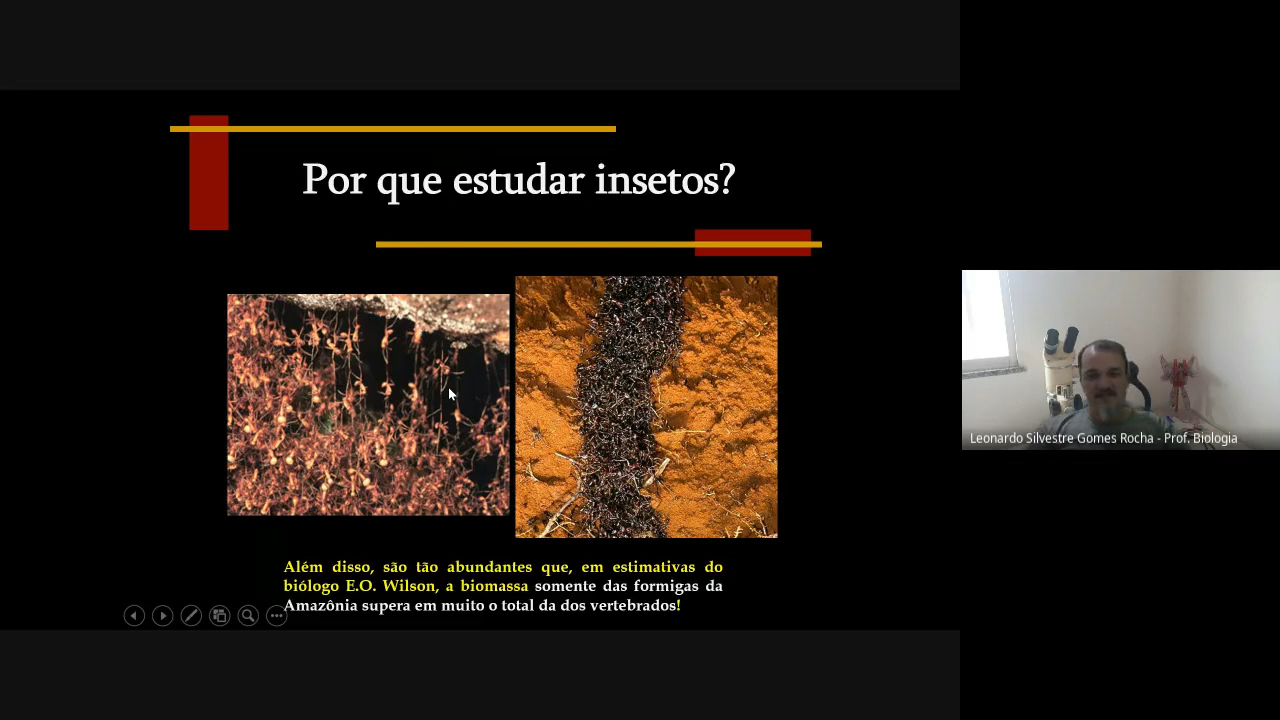 Por que estudar insetos?
Além disso, são tão abundantes que, em estimativas do
biólogo E.O. Wilson, a biomassa somente das formigas da
Amazônia supera em muito o total da dos vertebrados!
Leonardo Silvestre Gomes Rocha - Prof. Biologia